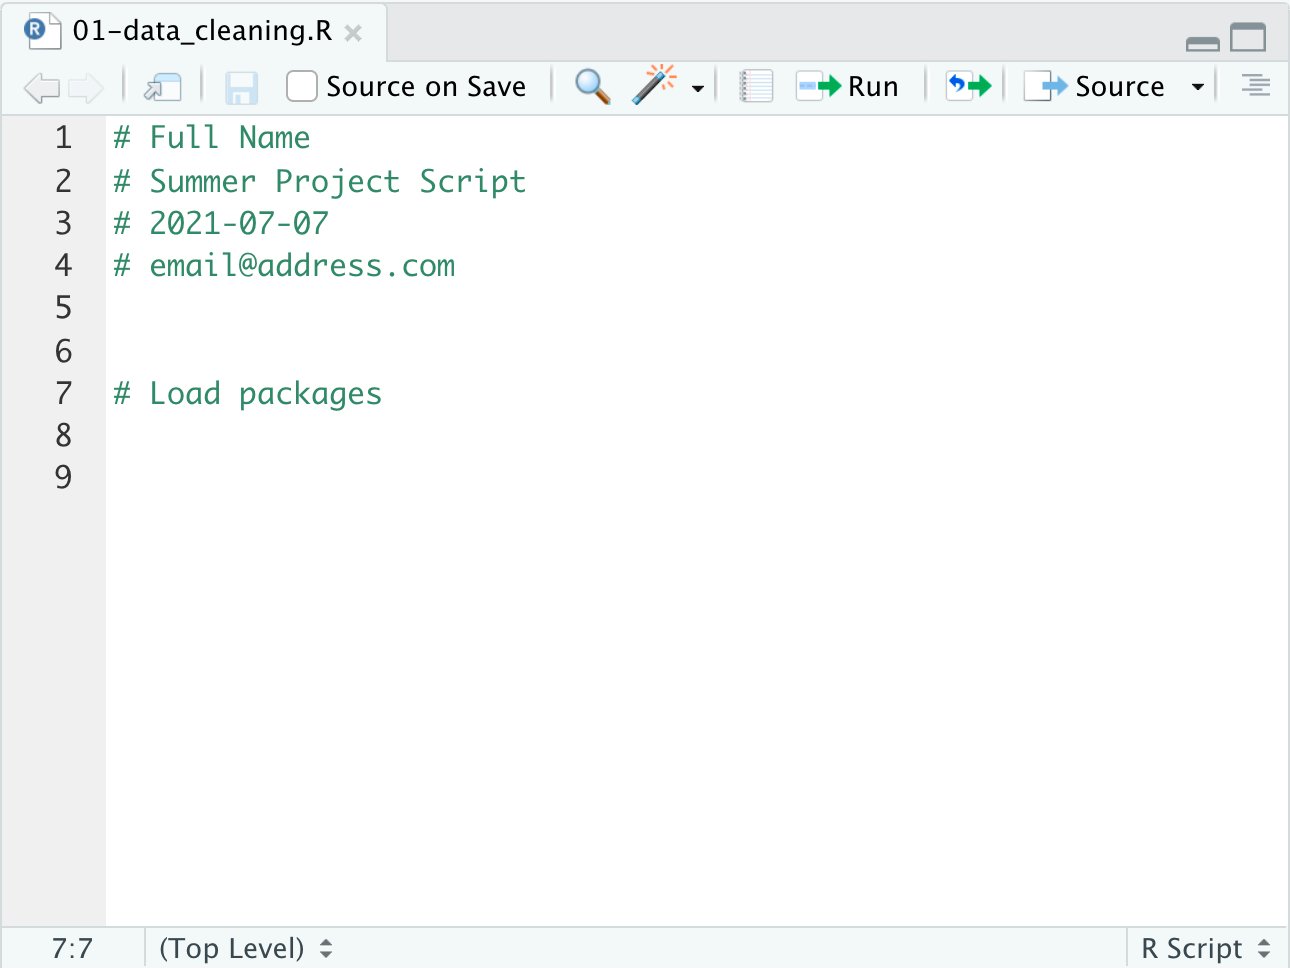 R 01-data_cleaning.R
Source on Save Run Source
1 # Full Name
2 # Summer Project Script
3 # 2021-07-07
4 # email@address.com
5
6
7 # Load packages
8
9
7:7 (Top Level) R Script